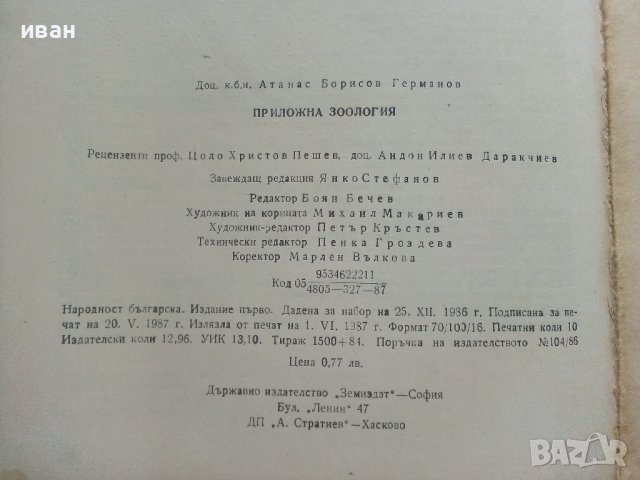 иван
Доц. к.б.н. Атанас Борисов Германов
ПРИЛОЖНА ЗООЛОГИЯ
Рецензенти проф. Цоло Христов Пешев, доц. Андон Илиев Даракчиев
Завеждащ редакция Янко Стефанов
Редактор Боян Бечев
Художник на корицата Михаил Макариев
Художник-редактор Петър Кръстев
Технически редактор Пенка Гроздева
Коректор Марлен Вълкова
9534622211
Код 05
4805—327—87
Народност българска. Издание първо. Дадена за набор на 25. XII. 1986 г. Подписана за пе-
чат на 20. V. 1987 г. Излязла от печат на 1. VI. 1987 г. Формат 70/100/16. Печатни коли 10
Издателски коли 12,96. УИК 13,10. Тираж 1500+84. Поръчка на издателството №104/86
Цена 0,77 лв.
Държавно издателство „Земиздат"—София
Бул. „Ленин" 47
ДП „А. Стратиев"—Хасково
BAZAR